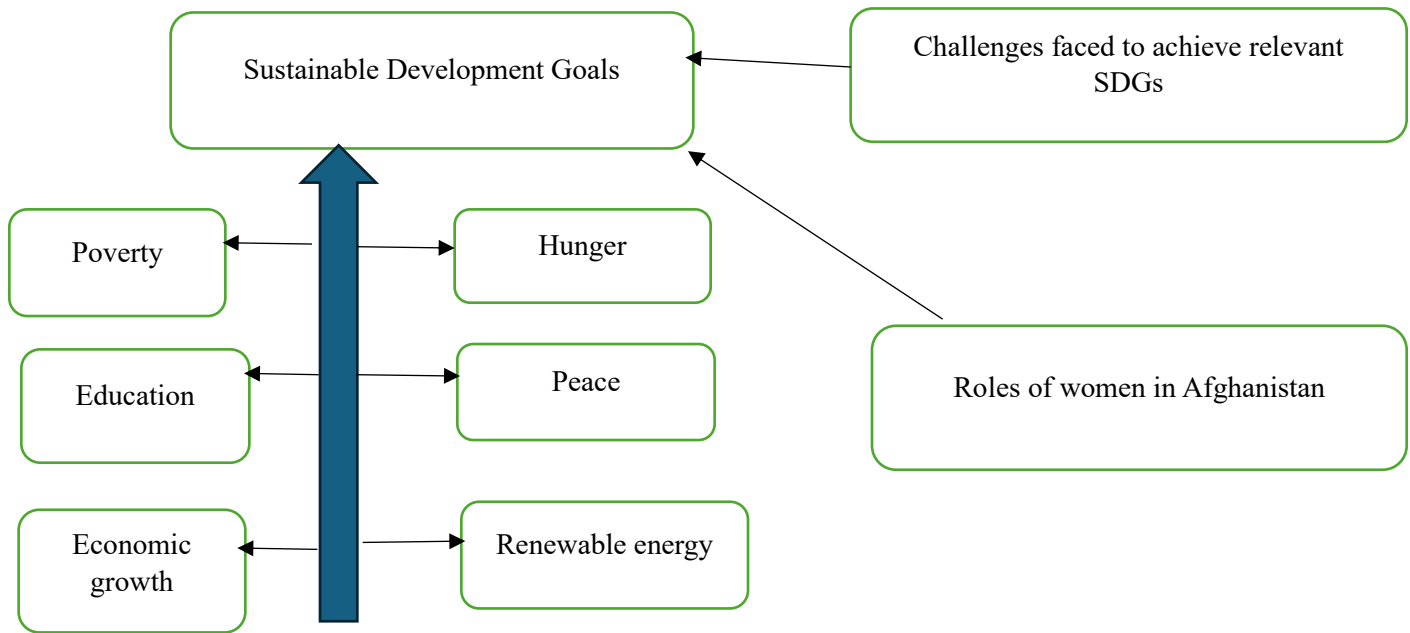 Sustainable Development Goals
Challenges faced to achieve relevant
SDGs
Poverty
Hunger
Education
Peace
Roles of women in Afghanistan
Economic
growth
Renewable energy